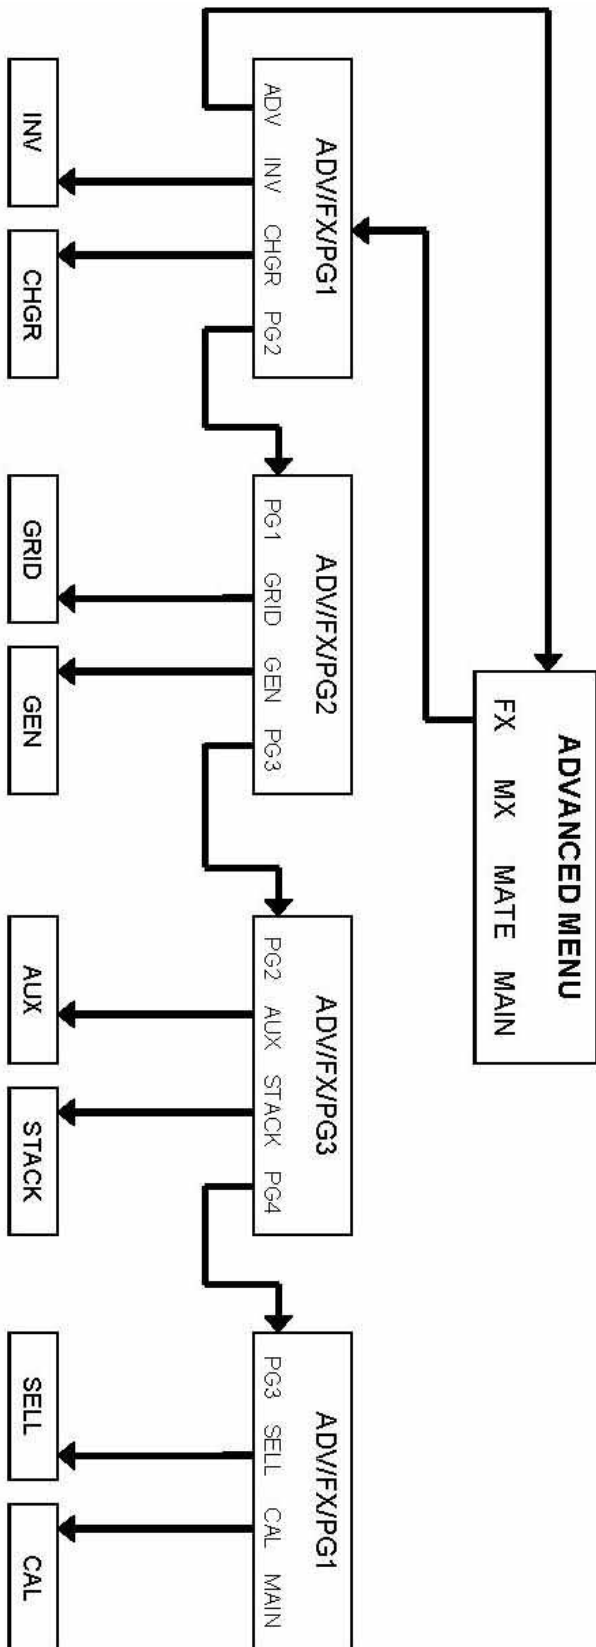 ADVANCED MENU
FX MX MATE MAIN
ADV/FX/PG1
ADV INV CHGR PG2
ADV/FX/PG2
PG1 GRID GEN PG3
ADV/FX/PG3
PG2 AUX STACK PG4
ADV/FX/PG1
PG3 SELL CAL MAIN
INV
CHGR
GRID
GEN
AUX
STACK
SELL
CAL